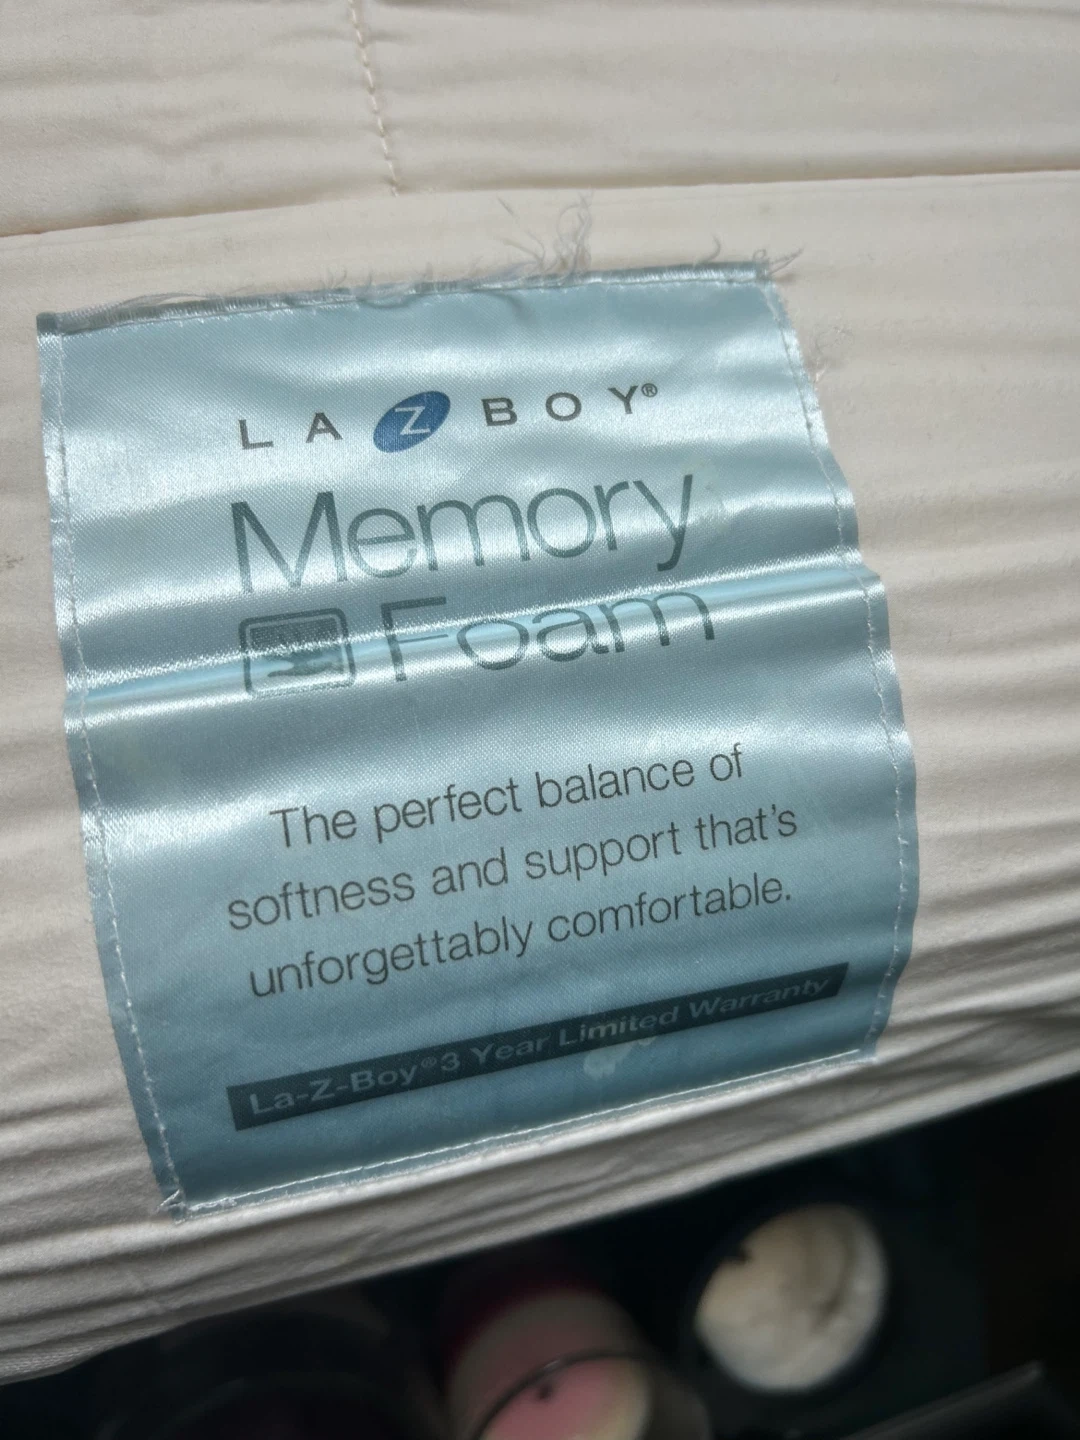 LA Z BOY®
Memory
Foam
The perfect balance of
softness and support that's
unforgettably comfortable.
La-Z-Boy® 3 Year Limited Warranty